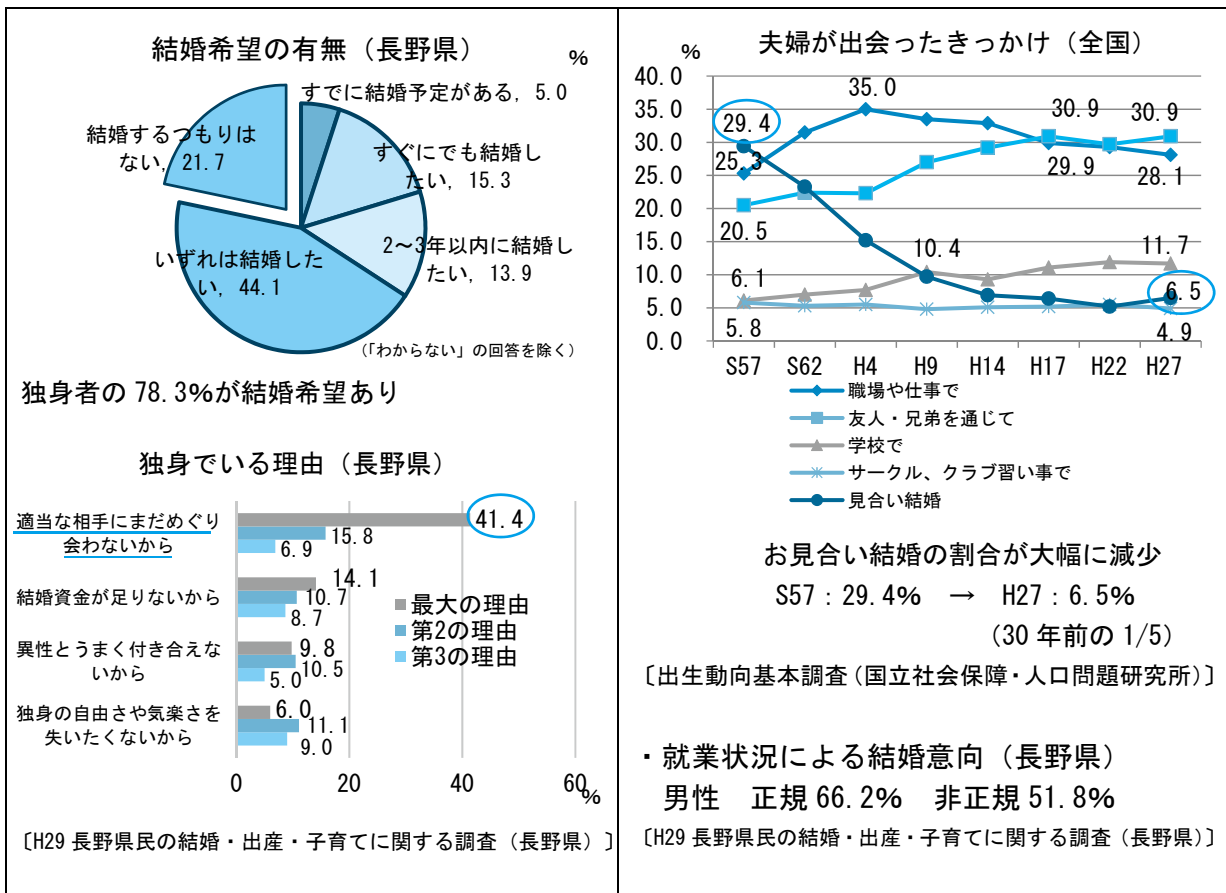 結婚希望の有無（長野県）
%
すでに結婚予定がある, 5.0
結婚するつもりは
ない, 21.7
すぐにでも結婚し
たい, 15.3
2～3年以内に結婚し
たい, 13.9
いずれは結婚した
い, 44.1
（「わからない」の回答を除く）
独身者の 78.3%が結婚希望あり
独身でいる理由（長野県）
適当な相手にまだめぐり
会わないから
41.4
15.8
6.9
結婚資金が足りないから
14.1
10.7
8.7
異性とうまく付き合えな
いから
9.8
10.5
5.0
独身の自由さや気楽さを
失いたくないから
6.0
11.1
9.0
最大の理由
第2の理由
第3の理由
0 20 40 60
%
〔H29 長野県民の結婚・出産・子育てに関する調査（長野県）〕
夫婦が出会ったきっかけ（全国）
%
40.0
35.0
30.0
25.0
20.0
15.0
10.0
5.0
0.0
29.4
25.3
20.5
6.1
5.8
35.0
10.4
30.9
29.9
30.9
28.1
11.7
6.5
4.9
S57 S62 H4 H9 H14 H17 H22 H27
職場や仕事で
友人・兄弟を通じて
学校で
サークル、クラブ習い事で
見合い結婚
お見合い結婚の割合が大幅に減少
S57：29.4% → H27：6.5%
（30 年前の 1/5）
〔出生動向基本調査（国立社会保障・人口問題研究所）〕
・就業状況による結婚意向（長野県）
男性 正規 66.2% 非正規 51.8%
〔H29 長野県民の結婚・出産・子育てに関する調査（長野県）〕